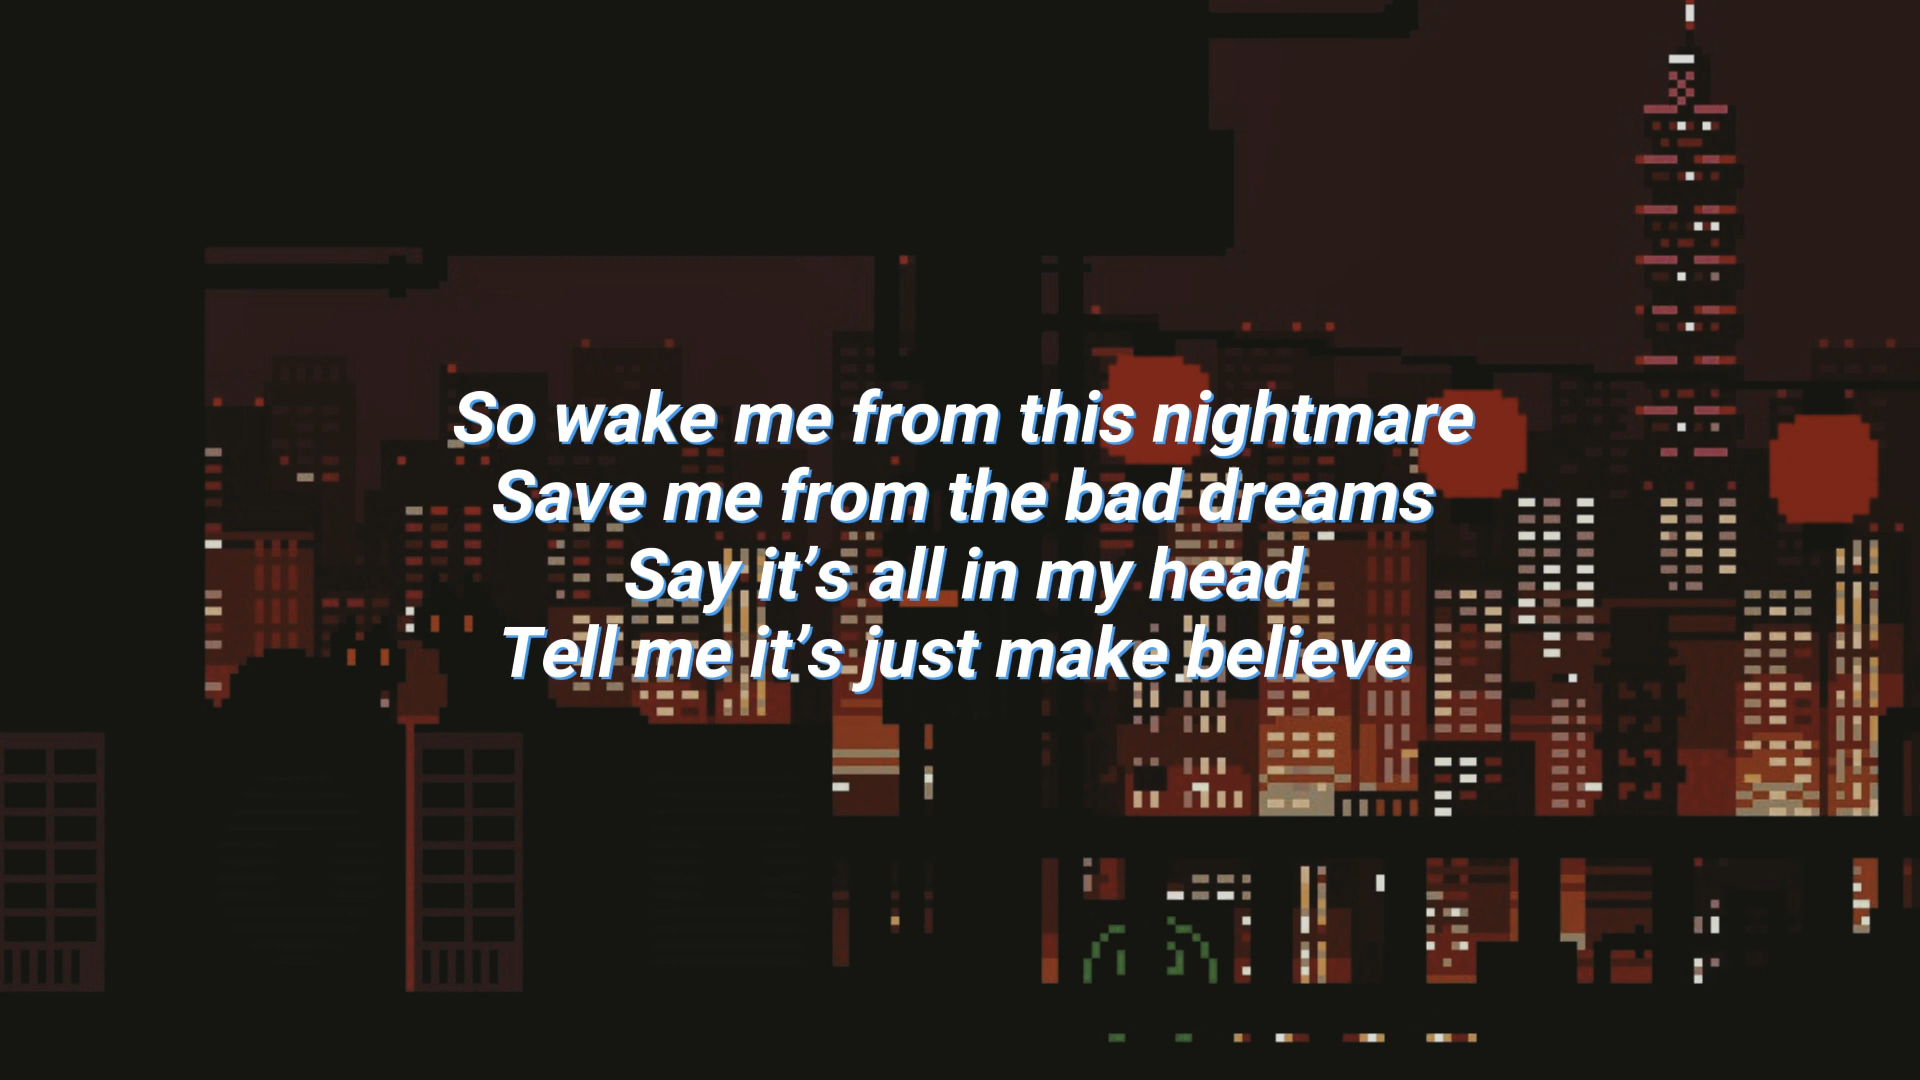 So wake me from this nightmare
Save me from the bad dreams
Say it’s all in my head
Tell me it’s just make believe